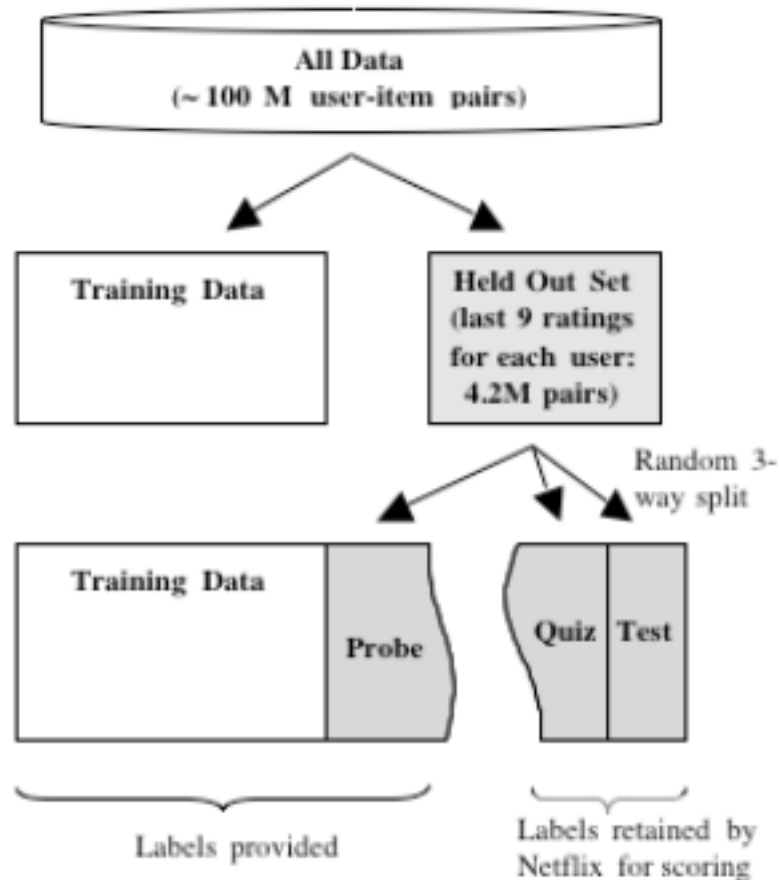 All Data
(~ 100 M user-item pairs)
Training Data
Held Out Set
(last 9 ratings
for each user:
4.2M pairs)
Random 3-
way split
Training Data
Probe
Quiz
Test
Labels provided
Labels retained by
Netflix for scoring